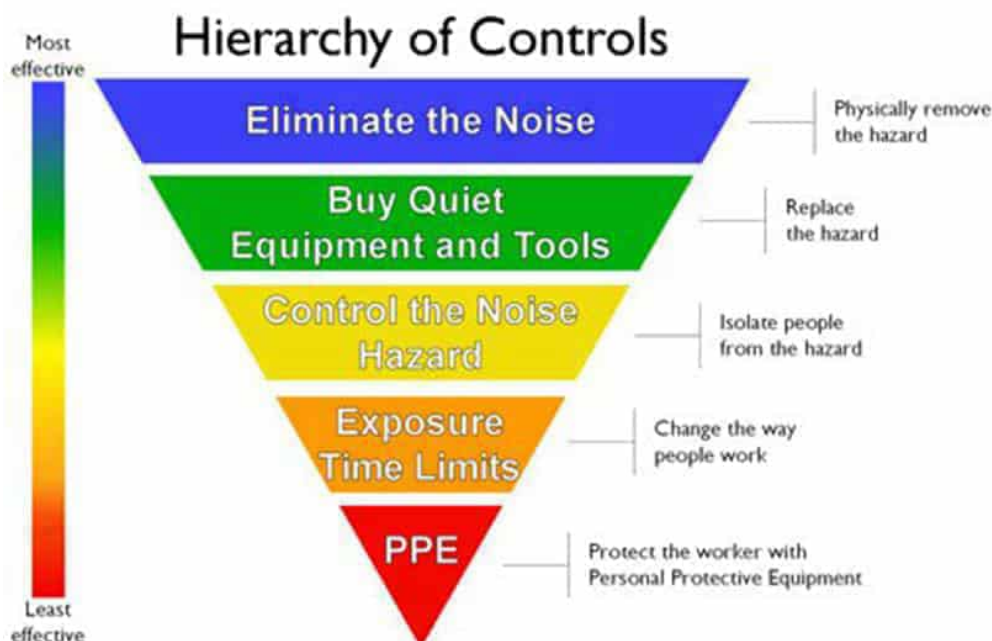 Hierarchy of Controls
Most
effective
Eliminate the Noise
Physically remove
the hazard
Buy Quiet
Equipment and Tools
Replace
the hazard
Control the Noise
Hazard
Isolate people
from the hazard
Exposure
Time Limits
Change the way
people work
PPE
Protect the worker with
Personal Protective Equipment
Least
effective